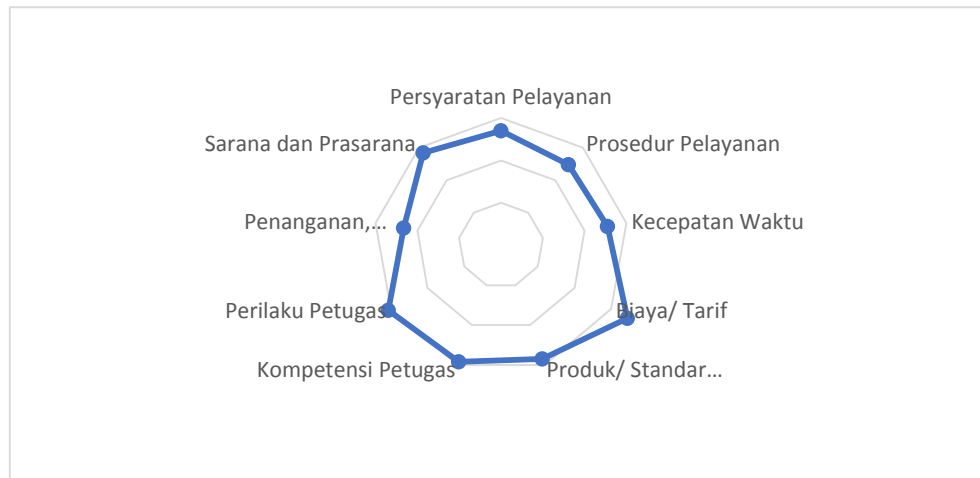 Persyaratan Pelayanan
Sarana dan Prasarana
Prosedur Pelayanan
Penanganan,...
Kecepatan Waktu
Perilaku Petugas
Biaya/ Tarif
Kompetensi Petugas
Produk/ Standar...